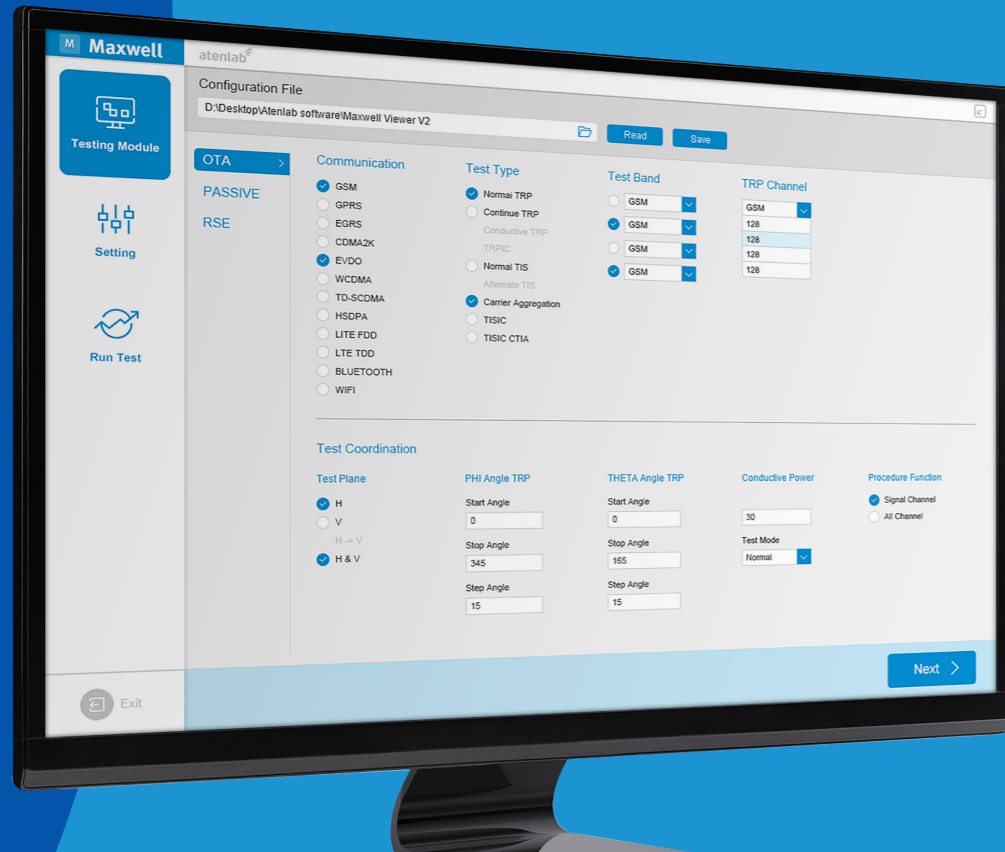 M Maxwell
atenlab
Configuration File
D:\Desktop\Atenlab software\Maxwell Viewer V2
Read
Save
Testing Module
Setting
Run Test
Exit
OTA >
PASSIVE
RSE
Communication
GSM
GPRS
EGRS
CDMA2K
EVDO
WCDMA
TD-SCDMA
HSDPA
LITE FDD
LTE TDD
BLUETOOTH
WIFI
Test Type
Normai TRP
Continue TRP
Conductive TRP
TRPIC
Normal TIS
Alternate TIS
Carrier Aggregation
TISIC
TISIC CTIA
Test Band
GSM
GSM
GSM
GSM
TRP Channel
GSM
128
128
128
128
Test Coordination
Test Plane
H
V
H -> V
H & V
PHI Angle TRP
Start Angle
0
Stop Angle
345
Step Angle
15
THETA Angle TRP
Start Angle
0
Stop Angle
165
Step Angle
15
Conductive Power
30
Test Mode
Normal
Procedure Function
Signal Channel
All Channel
Next >